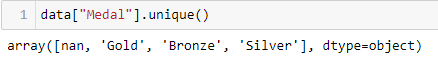 1 data["Medal"].unique()
array([nan, 'Gold', 'Bronze', 'Silver'], dtype=object)